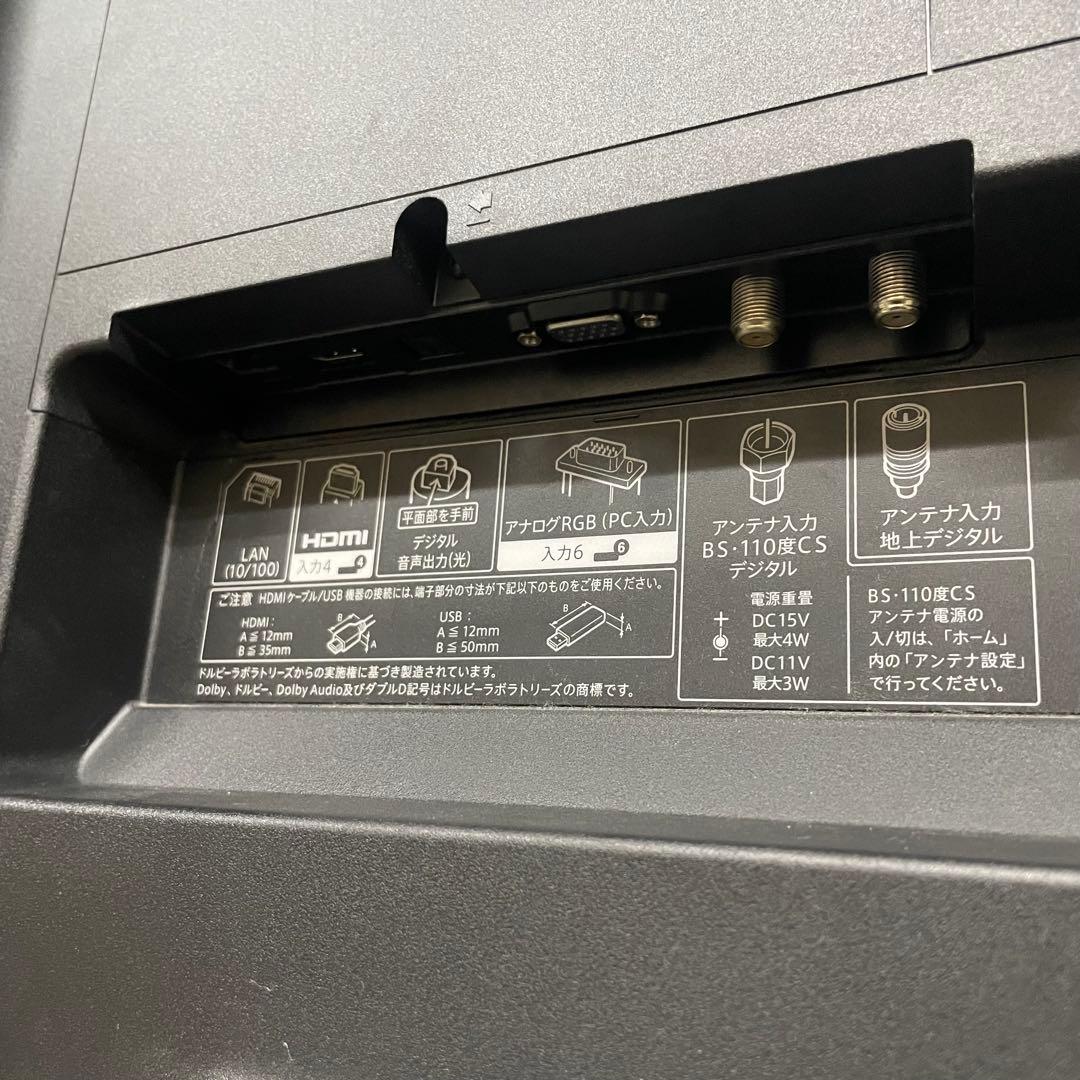 LAN
(10/100)
HDMI
入力4 4
平面部を手前
デジタル
音声出力(光)
アナログRGB(PC入力)
入力6 6
アンテナ入力
BS・110度CS
デジタル
電源重畳
DC15V
最大4W
DC11V
最大3W
アンテナ入力
地上デジタル
BS・110度CS
アンテナ電源の
入/切は、「ホーム」
内の「アンテナ設定」
で行ってください。
ご注意 HDMIケーブル/USB機器の接続には、端子部分の寸法が下記以下のものをご使用ください。
HDMI:
A≦12mm
B≦35mm
B
A
USB:
A≦12mm
B≦50mm
B
A
ドルビーラボラトリーズからの実施権に基づき製造されています。
Dolby、ドルビー、Dolby Audio及びダブルD記号はドルビーラボラトリーズの商標です。